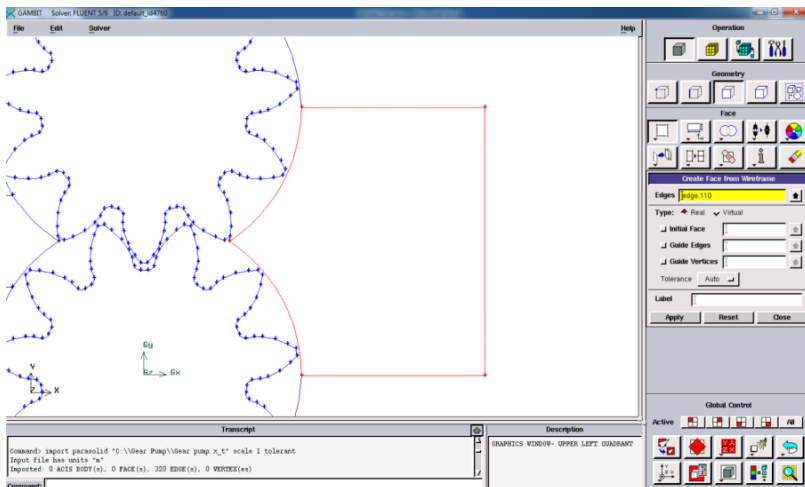 GAMBIT Solver: FLUENT 5/6 ID: default_id4760
File Edit Solver Help
Operation
Geometry
Face
Create Face from Wireframe
Edges edge.110
Type: Real Virtual
Initial Face
Guide Edges
Guide Vertices
Tolerance Auto
Label
Apply Reset Close
Gy
Gz Gx
Y
Z X
Global Control
Active All
Transcript
Command> import parasolid "C:\\Gear Pump\\Gear pump.x_t" scale 1 tolerant
Input file has units "m"
Imported: 0 ACIS BODY(s), 0 FACE(s), 320 EDGE(s), 0 VERTEX(es)
Command:
Description
GRAPHICS WINDOW- UPPER LEFT QUADRANT